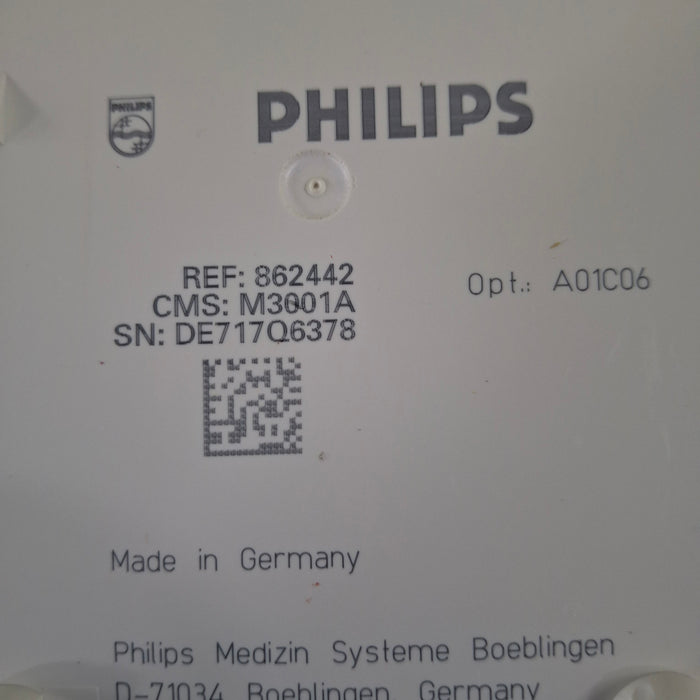 PHILIPS
PHILIPS
REF: 862442
CMS: M3001A
SN: DE717Q6378
Opt.: A01C06
Made in Germany
Philips Medizin Systeme Boeblingen
D-71034 Boeblingen, Germany